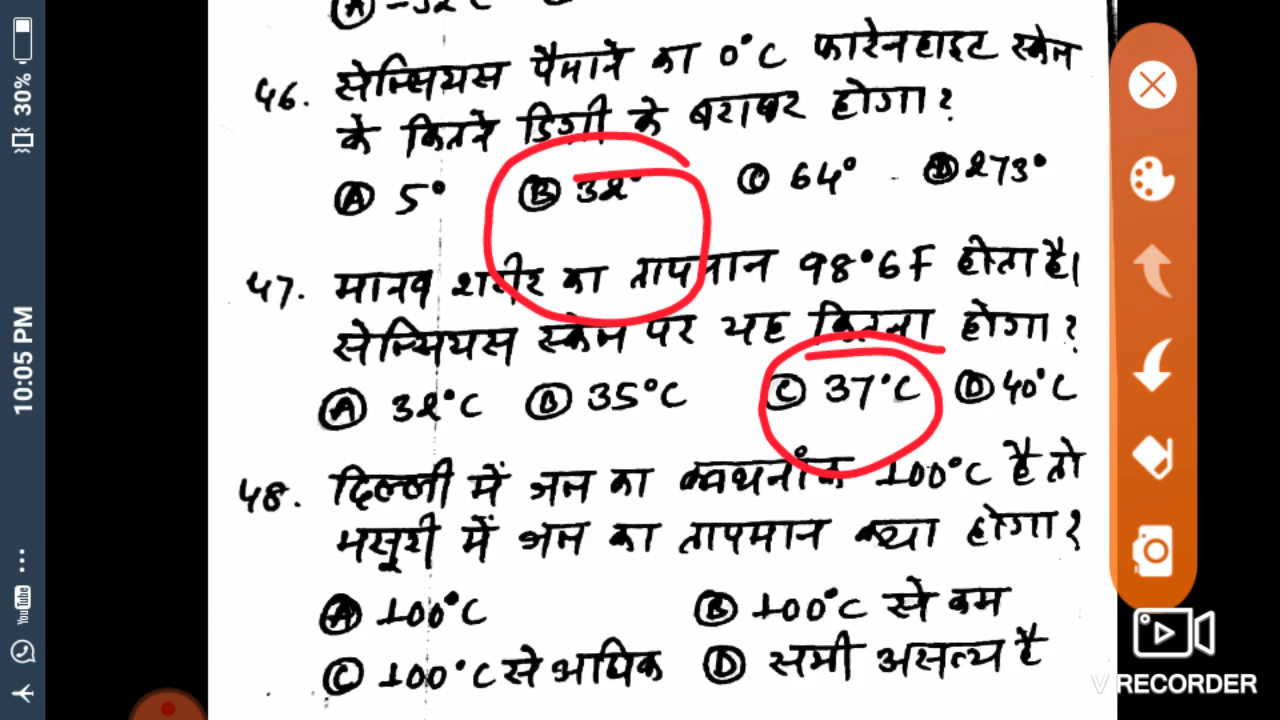 46. सेल्सियस पैमाने का 0°C फारेनहाइट स्केल
के कितने डिग्री के बराबर होगा?
Ⓐ 5° Ⓑ 32° Ⓒ 64° Ⓓ 273°
47. मानव शरीर का तापमान 98°6F होता है।
सेल्सियस स्केल पर यह कितना होगा?
Ⓐ 32°C Ⓑ 35°C Ⓒ 37°C Ⓓ 40°C
48. दिल्ली में जल का क्वथनांक 100°C है तो
मसूरी में जल का तापमान क्या होगा?
Ⓐ 100°C Ⓑ 100°C से कम
Ⓒ 100°C से अधिक Ⓓ सभी असत्य है
30%
10:05 PM
YouTube
V RECORDER